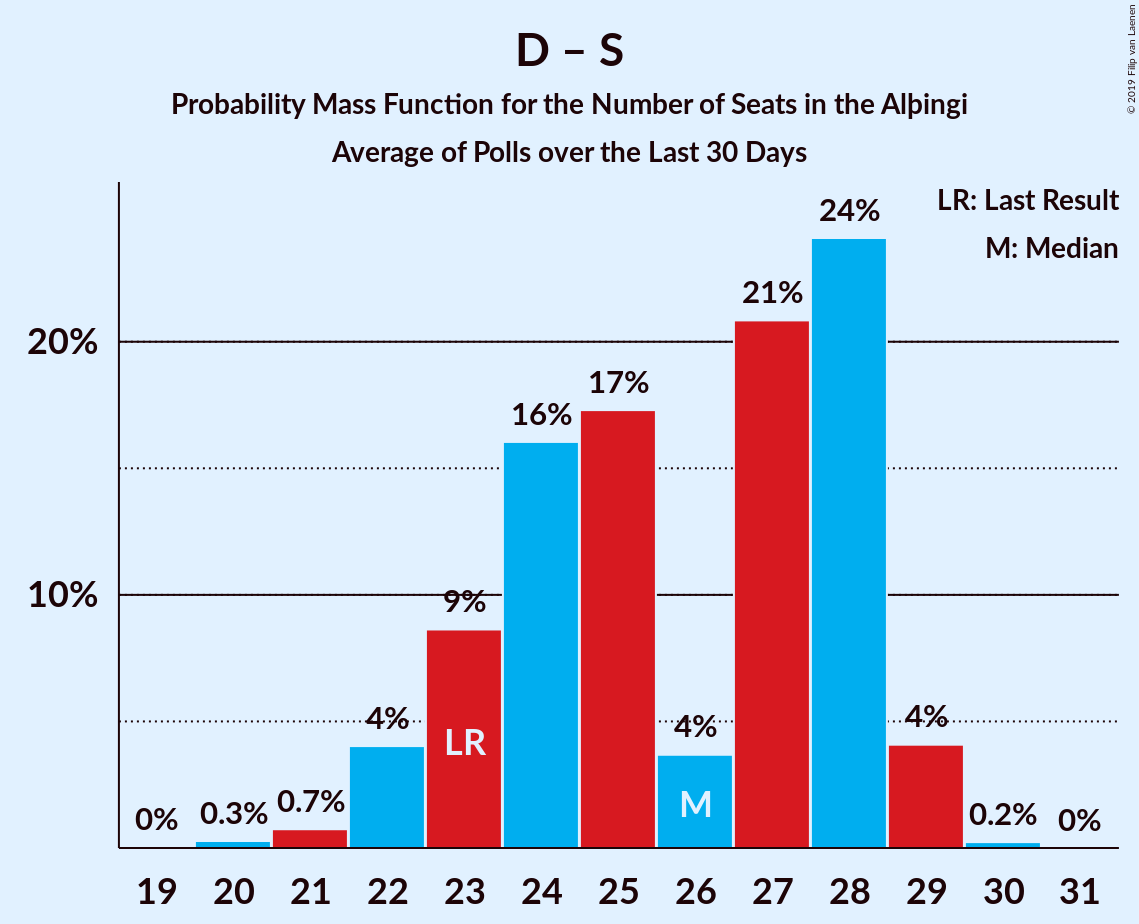 D – S
Probability Mass Function for the Number of Seats in the Alþingi
Average of Polls over the Last 30 Days
© 2019 Filip van Laenen
LR: Last Result
M: Median
24%
21%
20%
17%
16%
10%
9%
4%
LR
4%
M
4%
0%
0.3%
0.7%
0.2%
0%
19 20 21 22 23 24 25 26 27 28 29 30 31